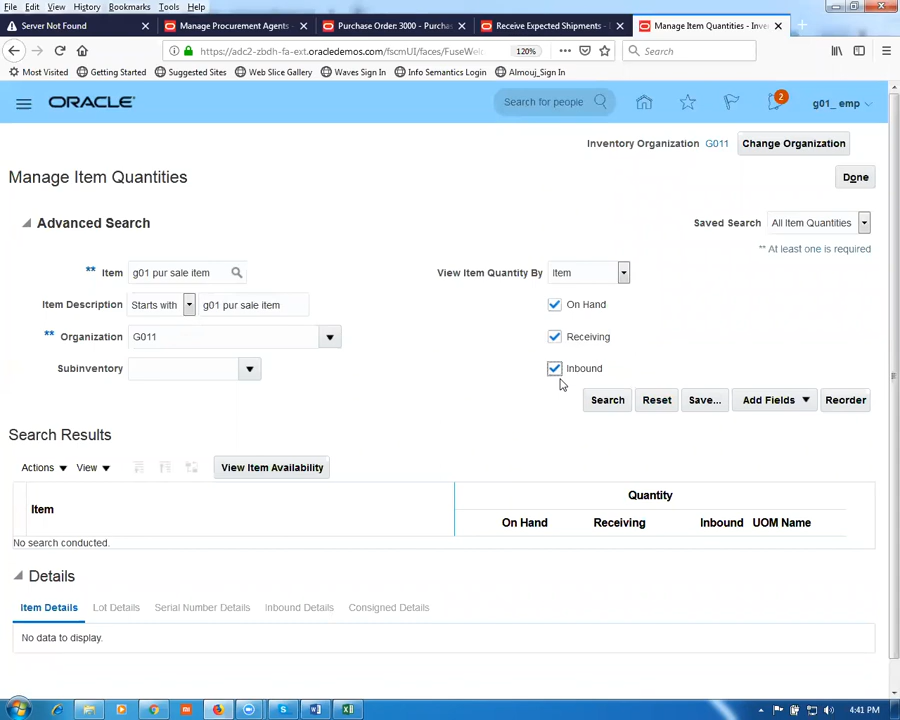 File Edit View History Bookmarks Tools Help
Server Not Found
Manage Procurement Agents -
Purchase Order: 3000 - Purchas
Receive Expected Shipments -
Manage Item Quantities - Inve
https://adc2-zbdh-fa-ext.oracledemos.com/fscmUI/faces/FuseWel 120% Search
Most Visited Getting Started Suggested Sites Web Slice Gallery Waves Sign In Info Semantics Login Almouj_Sign In
ORACLE Search for people 2 g01_ emp
Inventory Organization G011 Change Organization
Manage Item Quantities Done
Advanced Search Saved Search All Item Quantities
** At least one is required
** Item g01 pur sale item View Item Quantity By Item
Item Description Starts with g01 pur sale item On Hand
** Organization G011 Receiving
Subinventory Inbound
Search Reset Save... Add Fields Reorder
Search Results
Actions View View Item Availability
Quantity
Item On Hand Receiving Inbound UOM Name
No search conducted.
Details
Item Details Lot Details Serial Number Details Inbound Details Consigned Details
No data to display.
4:41 PM